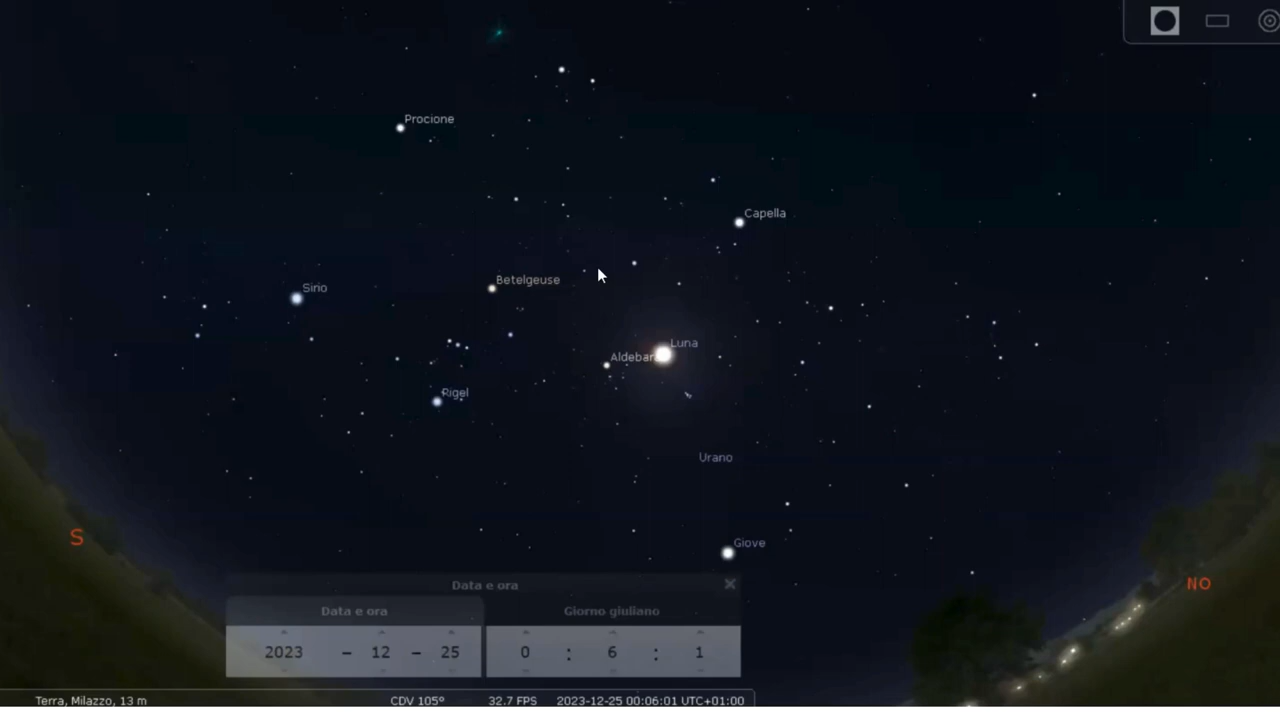 Procione
Capella
Betelgeuse
Sirio
Luna
Aldebar
Rigel
Urano
S
Giove
NO
Data e ora
Data e ora
Giorno giuliano
2023 - 12 - 25
0 : 6 : 1
Terra, Milazzo, 13 m
CDV 105°
32.7 FPS
2023-12-25 00:06:01 UTC+01:00